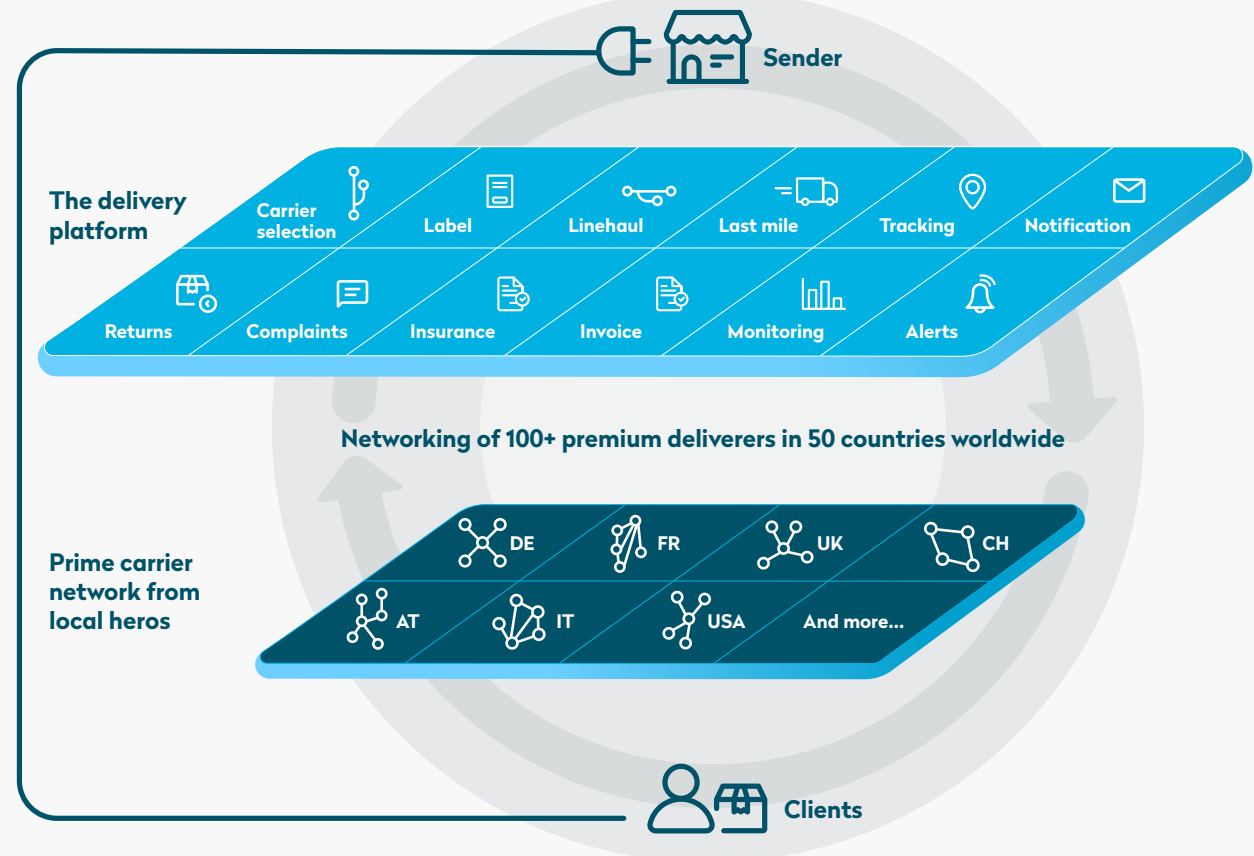 Sender
The delivery
platform
Carrier
selection
Label
Linehaul
Last mile
Tracking
Notification
Returns
Complaints
Insurance
Invoice
Monitoring
Alerts
Networking of 100+ premium deliverers in 50 countries worldwide
Prime carrier
network from
local heros
DE
FR
UK
CH
AT
IT
USA
And more...
Clients